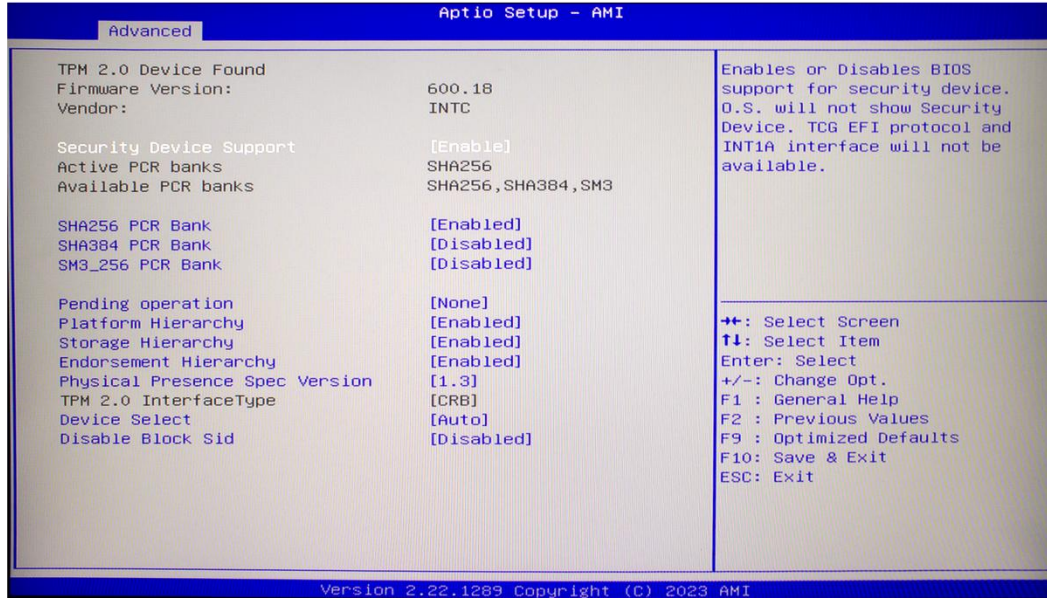 Aptio Setup - AMI
Advanced
TPM 2.0 Device Found
Firmware Version: 600.18
Vendor: INTC
Security Device Support [Enable]
Active PCR banks SHA256
Available PCR banks SHA256,SHA384,SM3
SHA256 PCR Bank [Enabled]
SHA384 PCR Bank [Disabled]
SM3_256 PCR Bank [Disabled]
Pending operation [None]
Platform Hierarchy [Enabled]
Storage Hierarchy [Enabled]
Endorsement Hierarchy [Enabled]
Physical Presence Spec Version [1.3]
TPM 2.0 InterfaceType [CRB]
Device Select [Auto]
Disable Block Sid [Disabled]
Enables or Disables BIOS
support for security device.
O.S. will not show Security
Device. TCG EFI protocol and
INT1A interface will not be
available.
→←: Select Screen
↑↓: Select Item
Enter: Select
+/-: Change Opt.
F1 : General Help
F2 : Previous Values
F9 : Optimized Defaults
F10: Save & Exit
ESC: Exit
Version 2.22.1289 Copyright (C) 2023 AMI